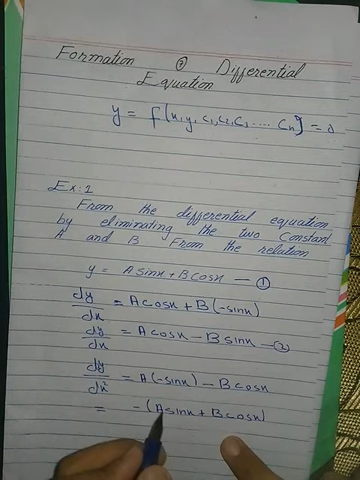 Formation of Differential
Equation
y = f(x,y, c1,c2,c3 .... cn) = 0
Ex:1
From the differential equation
by eliminating the two constant
A and B From the relation
y = A sinx + B cosx — ①
dy/dx = A cosx + B(-sinx)
dy/dx = A cosx - B sinx — ②
dy/dx² = A(-sinx) - B cosx
= -(A sinx + B cosx)